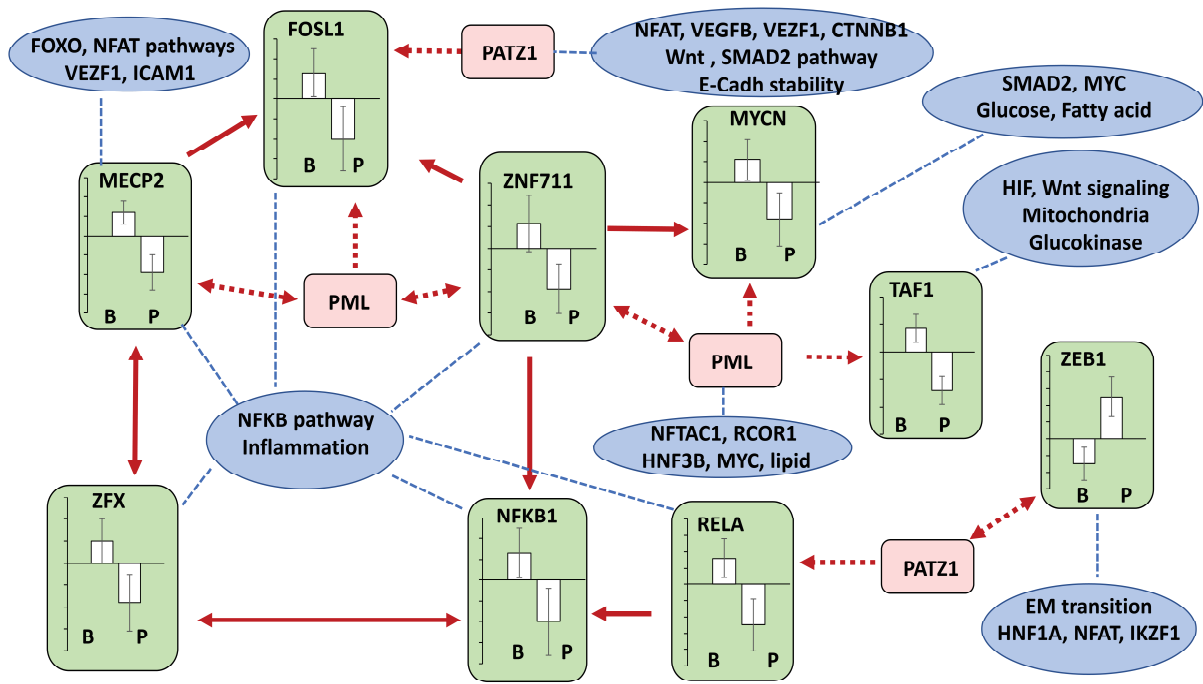 FOXO, NFAT pathways
VEZF1, ICAM1
FOSL1
B P
PATZ1
NFAT, VEGFB, VEZF1, CTNNB1
Wnt , SMAD2 pathway
E-Cadh stability
SMAD2, MYC
Glucose, Fatty acid
MYCN
B P
MECP2
B P
ZNF711
B P
HIF, Wnt signaling
Mitochondria
Glucokinase
PML
TAF1
B P
PML
ZEB1
B P
NFKB pathway
Inflammation
NFTAC1, RCOR1
HNF3B, MYC, lipid
ZFX
B P
NFKB1
B P
RELA
B P
PATZ1
EM transition
HNF1A, NFAT, IKZF1